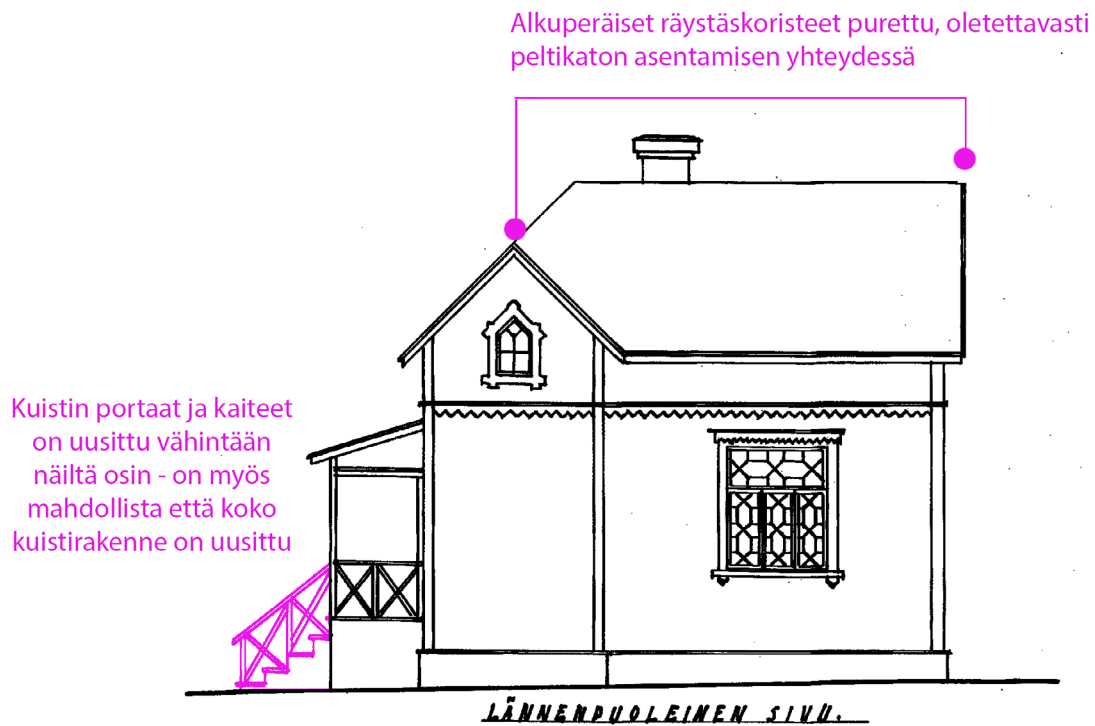 Alkuperäiset räystäskoristeet purettu, oletettavasti
peltikaton asentamisen yhteydessä
Kuistin portaat ja kaiteet
on uusittu vähintään
näiltä osin - on myös
mahdollista että koko
kuistirakenne on uusittu
LÄNNENPUOLEINEN SIVU.